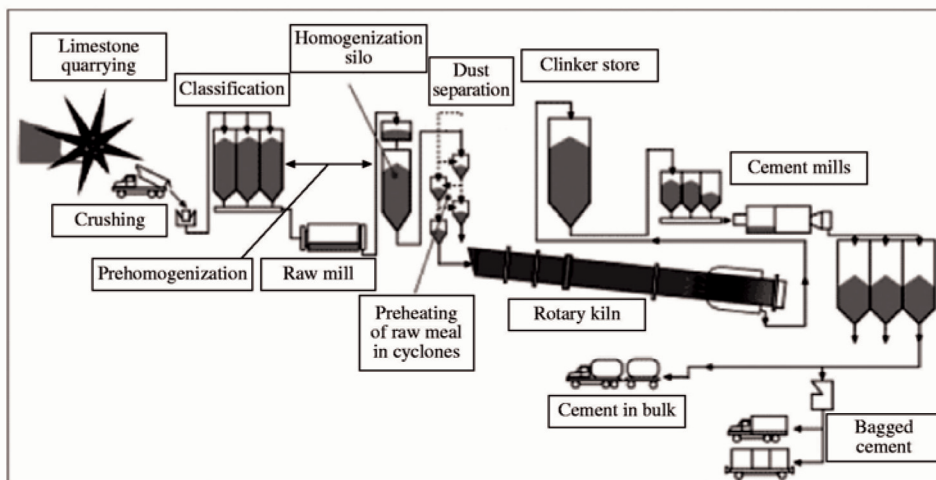 Limestone
quarrying
Homogenization
silo
Classification
Dust
separation
Clinker store
Cement mills
Crushing
Prehomogenization
Raw mill
Preheating
of raw meal
in cyclones
Rotary kiln
Cement in bulk
Bagged
cement